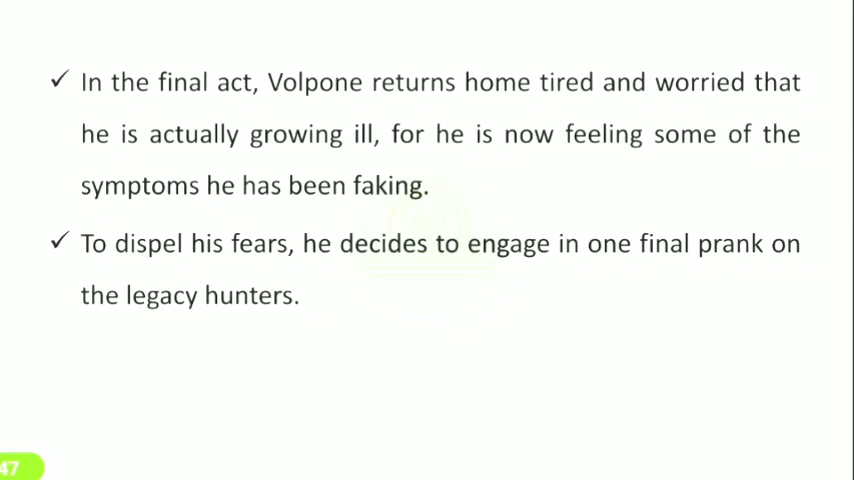 ✓ In the final act, Volpone returns home tired and worried that
he is actually growing ill, for he is now feeling some of the
symptoms he has been faking.
✓ To dispel his fears, he decides to engage in one final prank on
the legacy hunters.
47